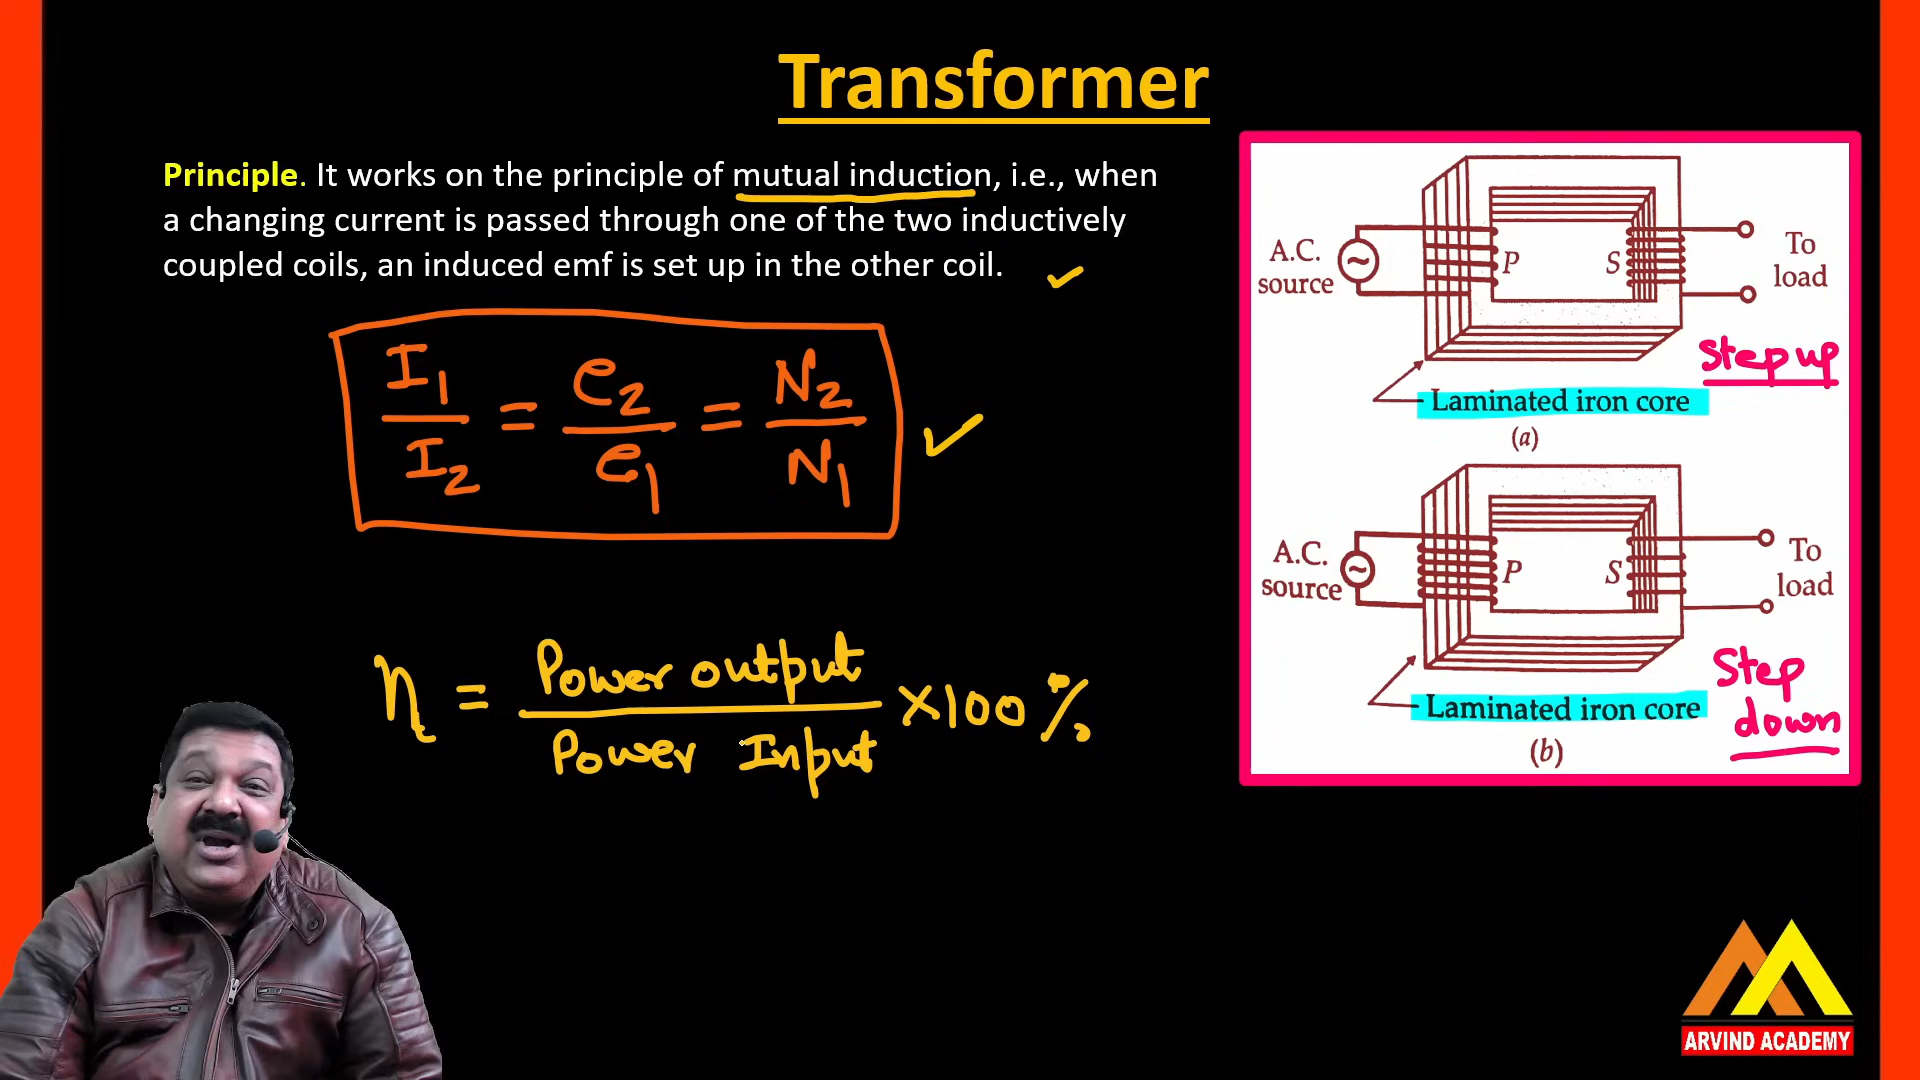 Transformer
Principle. It works on the principle of mutual induction, i.e., when
a changing current is passed through one of the two inductively
coupled coils, an induced emf is set up in the other coil.
I1/I2 = e2/e1 = N2/N1
η = Power output / Power Input ×100 %
A.C.
source
~
P
S
To
load
Step up
Laminated iron core
(a)
A.C.
source
~
P
S
To
load
Step
down
Laminated iron core
(b)
ARVIND ACADEMY